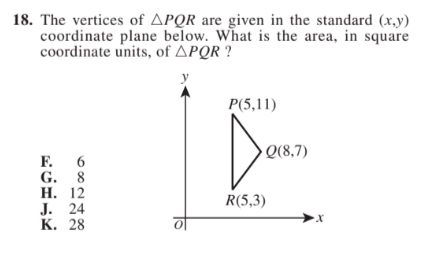 18. The vertices of △PQR are given in the standard (x,y)
coordinate plane below. What is the area, in square
coordinate units, of △PQR ?
y
P(5,11)
Q(8,7)
R(5,3)
x
O
F. 6
G. 8
H. 12
J. 24
K. 28